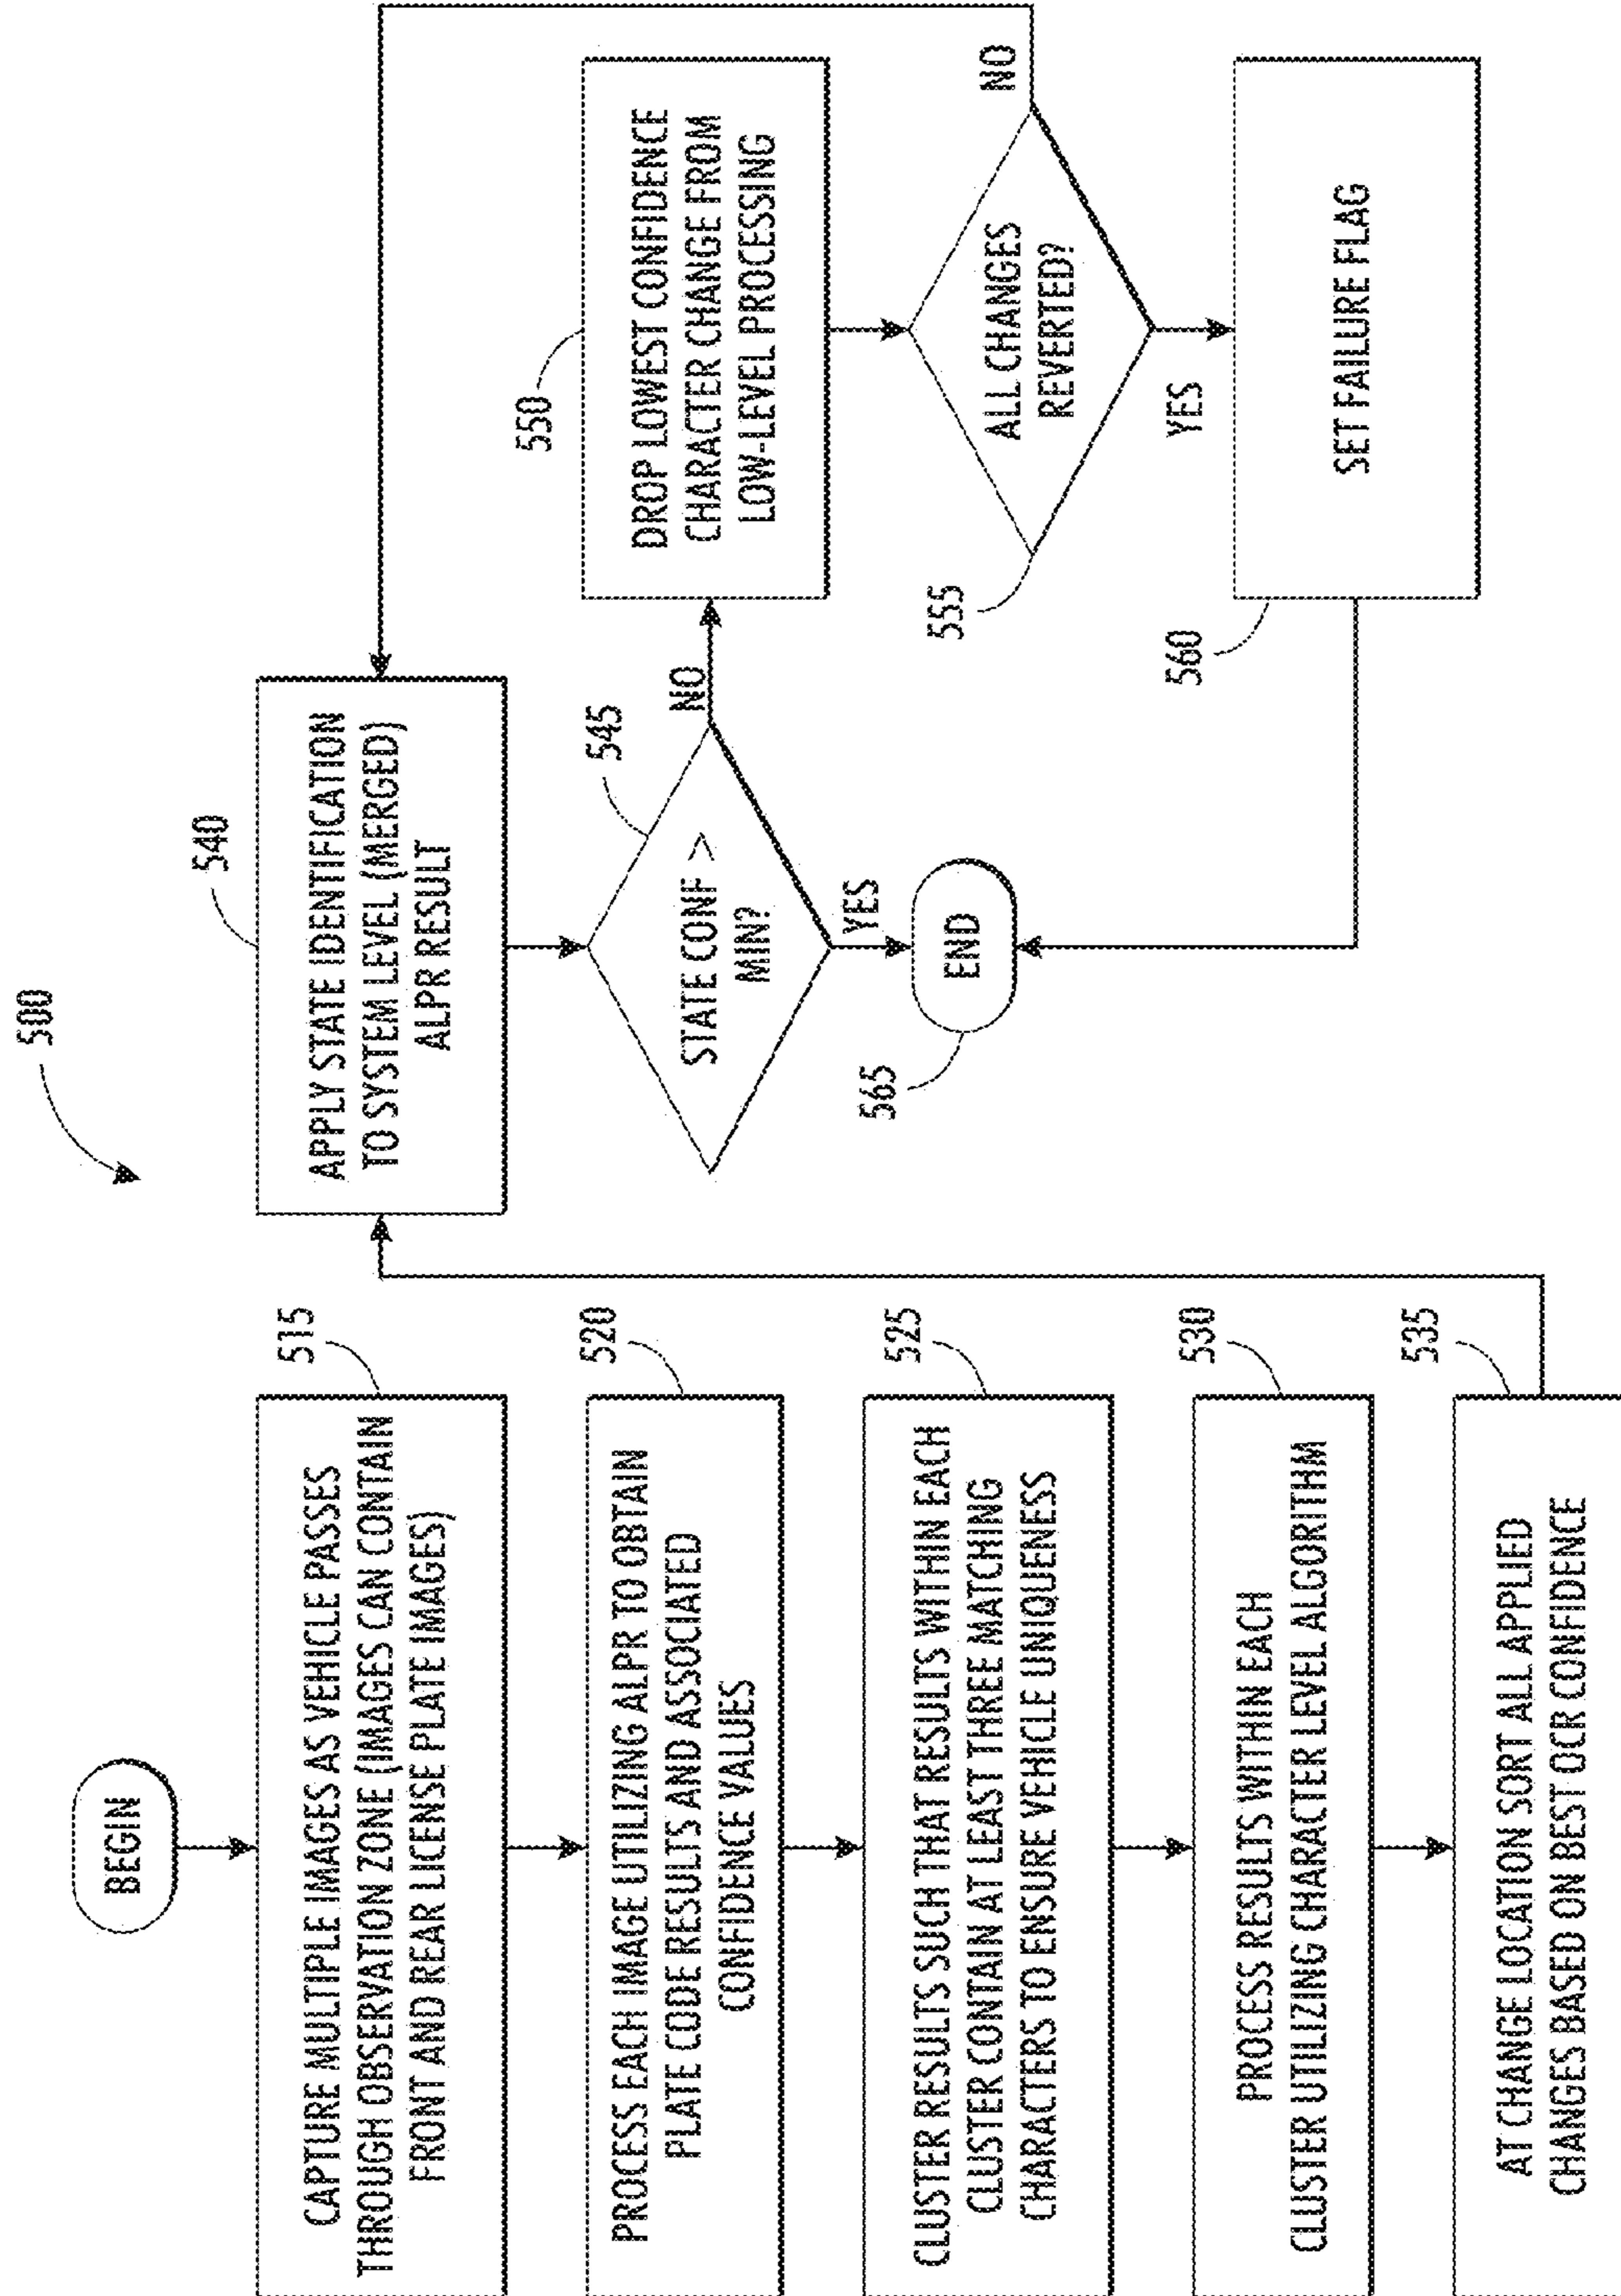 500
BEGIN
515
CAPTURE MULTIPLE IMAGES AS VEHICLE PASSES
THROUGH OBSERVATION ZONE (IMAGES CAN CONTAIN
FRONT AND REAR LICENSE PLATE IMAGES)
520
PROCESS EACH IMAGE UTILIZING ALPR TO OBTAIN
PLATE CODE RESULTS AND ASSOCIATED
CONFIDENCE VALUES
525
CLUSTER RESULTS SUCH THAT RESULTS WITHIN EACH
CLUSTER CONTAIN AT LEAST THREE MATCHING
CHARACTERS TO ENSURE VEHICLE UNIQUENESS
530
PROCESS RESULTS WITHIN EACH
CLUSTER UTILIZING CHARACTER LEVEL ALGORITHM
535
AT CHANGE LOCATION SORT ALL APPLIED
CHANGES BASED ON BEST OCR CONFIDENCE
540
APPLY STATE IDENTIFICATION
TO SYSTEM LEVEL (MERGED)
ALPR RESULT
545
STATE CONF >
MIN?
NO
YES
565
END
550
DROP LOWEST CONFIDENCE
CHARACTER CHANGE FROM
LOW-LEVEL PROCESSING
555
ALL CHANGES
REVERTED?
NO
YES
560
SET FAILURE FLAG